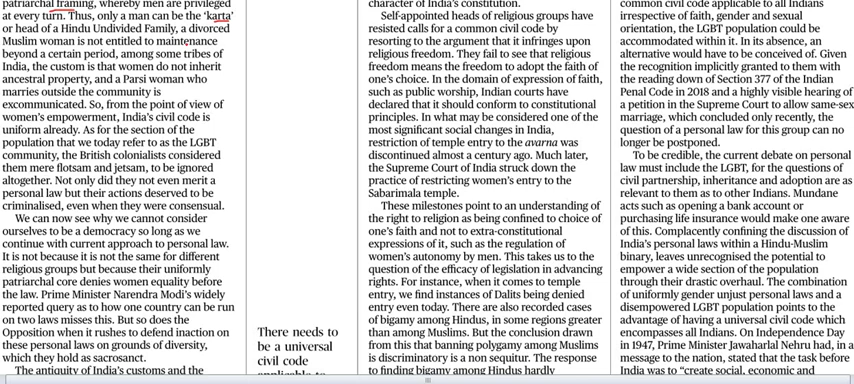 patriarchal framing, whereby men are privileged
at every turn. Thus, only a man can be the ‘karta’
or head of a Hindu Undivided Family, a divorced
Muslim woman is not entitled to maintenance
beyond a certain period, among some tribes of
India, the custom is that women do not inherit
ancestral property, and a Parsi woman who
marries outside the community is
excommunicated. So, from the point of view of
women’s empowerment, India’s civil code is
uniform already. As for the section of the
population that we today refer to as the LGBT
community, the British colonialists considered
them mere flotsam and jetsam, to be ignored
altogether. Not only did they not even merit a
personal law but their actions deserved to be
criminalised, even when they were consensual.
We can now see why we cannot consider
ourselves to be a democracy so long as we
continue with current approach to personal law.
It is not because it is not the same for different
religious groups but because their uniformly
patriarchal core denies women equality before
the law. Prime Minister Narendra Modi’s widely
reported query as to how one country can be run
on two laws misses this. But so does the
Opposition when it rushes to defend inaction on
these personal laws on grounds of diversity,
which they hold as sacrosanct.
The antiquity of India’s customs and the
There needs to
be a universal
civil code
applicable to
character of India’s constitution.
Self-appointed heads of religious groups have
resisted calls for a common civil code by
resorting to the argument that it infringes upon
religious freedom. They fail to see that religious
freedom means the freedom to adopt the faith of
one’s choice. In the domain of expression of faith,
such as public worship, Indian courts have
declared that it should conform to constitutional
principles. In what may be considered one of the
most significant social changes in India,
restriction of temple entry to the avarna was
discontinued almost a century ago. Much later,
the Supreme Court of India struck down the
practice of restricting women’s entry to the
Sabarimala temple.
These milestones point to an understanding of
the right to religion as being confined to choice of
one’s faith and not to extra-constitutional
expressions of it, such as the regulation of
women’s autonomy by men. This takes us to the
question of the efficacy of legislation in advancing
rights. For instance, when it comes to temple
entry, we find instances of Dalits being denied
entry even today. There are also recorded cases
of bigamy among Hindus, in some regions greater
than among Muslims. But the conclusion drawn
from this that banning polygamy among Muslims
is discriminatory is a non sequitur. The response
to finding bigamy among Hindus hardly
common civil code applicable to all Indians
irrespective of faith, gender and sexual
orientation, the LGBT population could be
accommodated within it. In its absence, an
alternative would have to be conceived of. Given
the recognition implicitly granted to them with
the reading down of Section 377 of the Indian
Penal Code in 2018 and a highly visible hearing of
a petition in the Supreme Court to allow same-sex
marriage, which concluded only recently, the
question of a personal law for this group can no
longer be postponed.
To be credible, the current debate on personal
law must include the LGBT, for the questions of
civil partnership, inheritance and adoption are as
relevant to them as to other Indians. Mundane
acts such as opening a bank account or
purchasing life insurance would make one aware
of this. Complacently confining the discussion of
India’s personal laws within a Hindu-Muslim
binary, leaves unrecognised the potential to
empower a wide section of the population
through their drastic overhaul. The combination
of uniformly gender unjust personal laws and a
disempowered LGBT population points to the
advantage of having a universal civil code which
encompasses all Indians. On Independence Day
in 1947, Prime Minister Jawaharlal Nehru had, in a
message to the nation, stated that the task before
India was to “create social, economic and